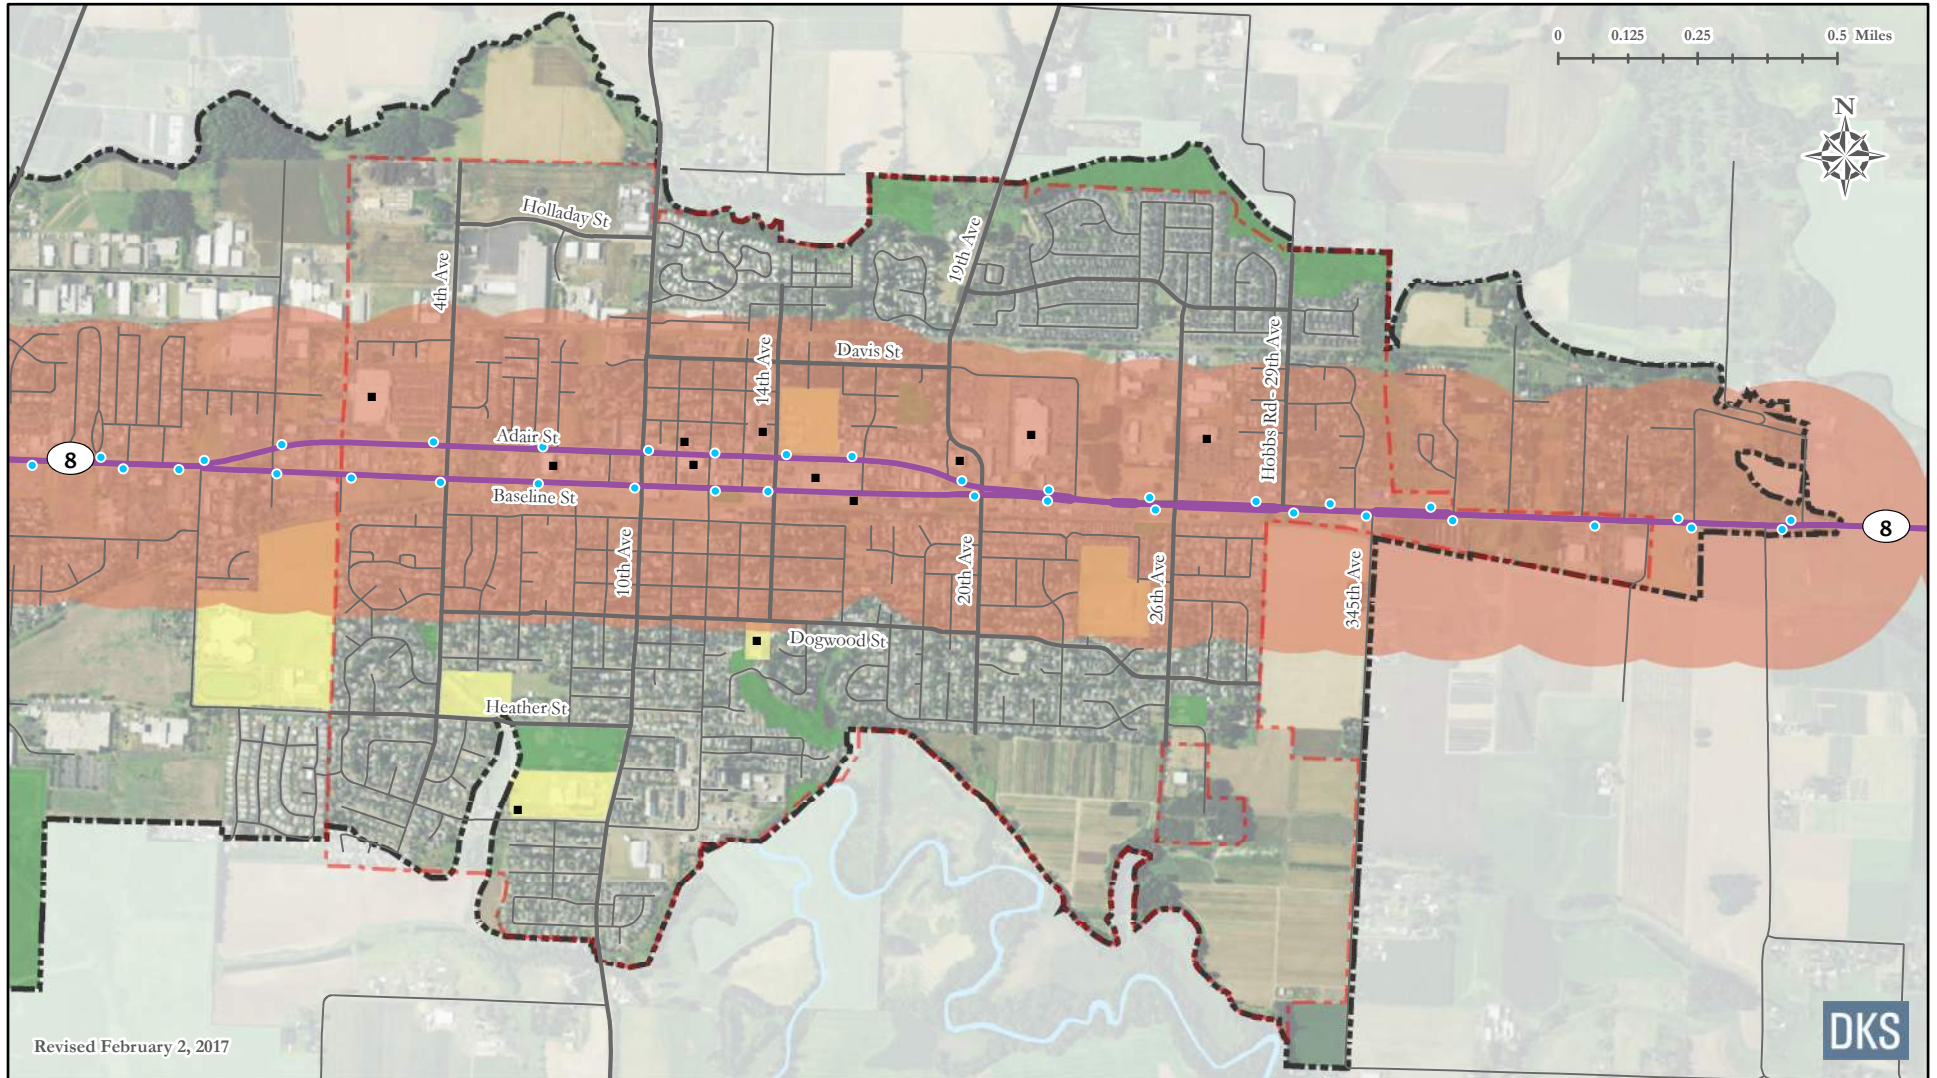 0 0.125 0.25 0.5 Miles
N
Holladay St
19th Ave
4th Ave
14th Ave
Davis St
Hobbs Rd - 29th Ave
Adair St
8
Baseline St
8
10th Ave
20th Ave
26th Ave
345th Ave
Dogwood St
Heather St
Revised February 2, 2017
DKS